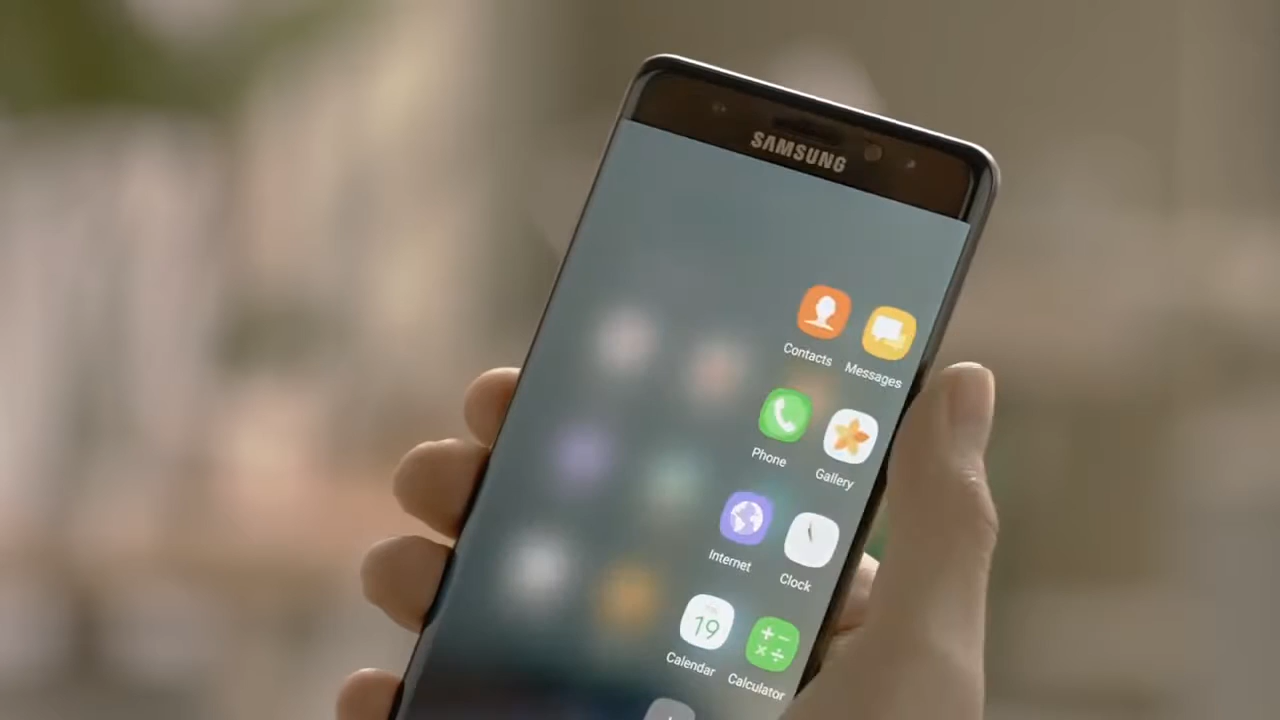 SAMSUNG
Contacts
Messages
Phone
Gallery
Internet
Clock
19
Calendar
Calculator